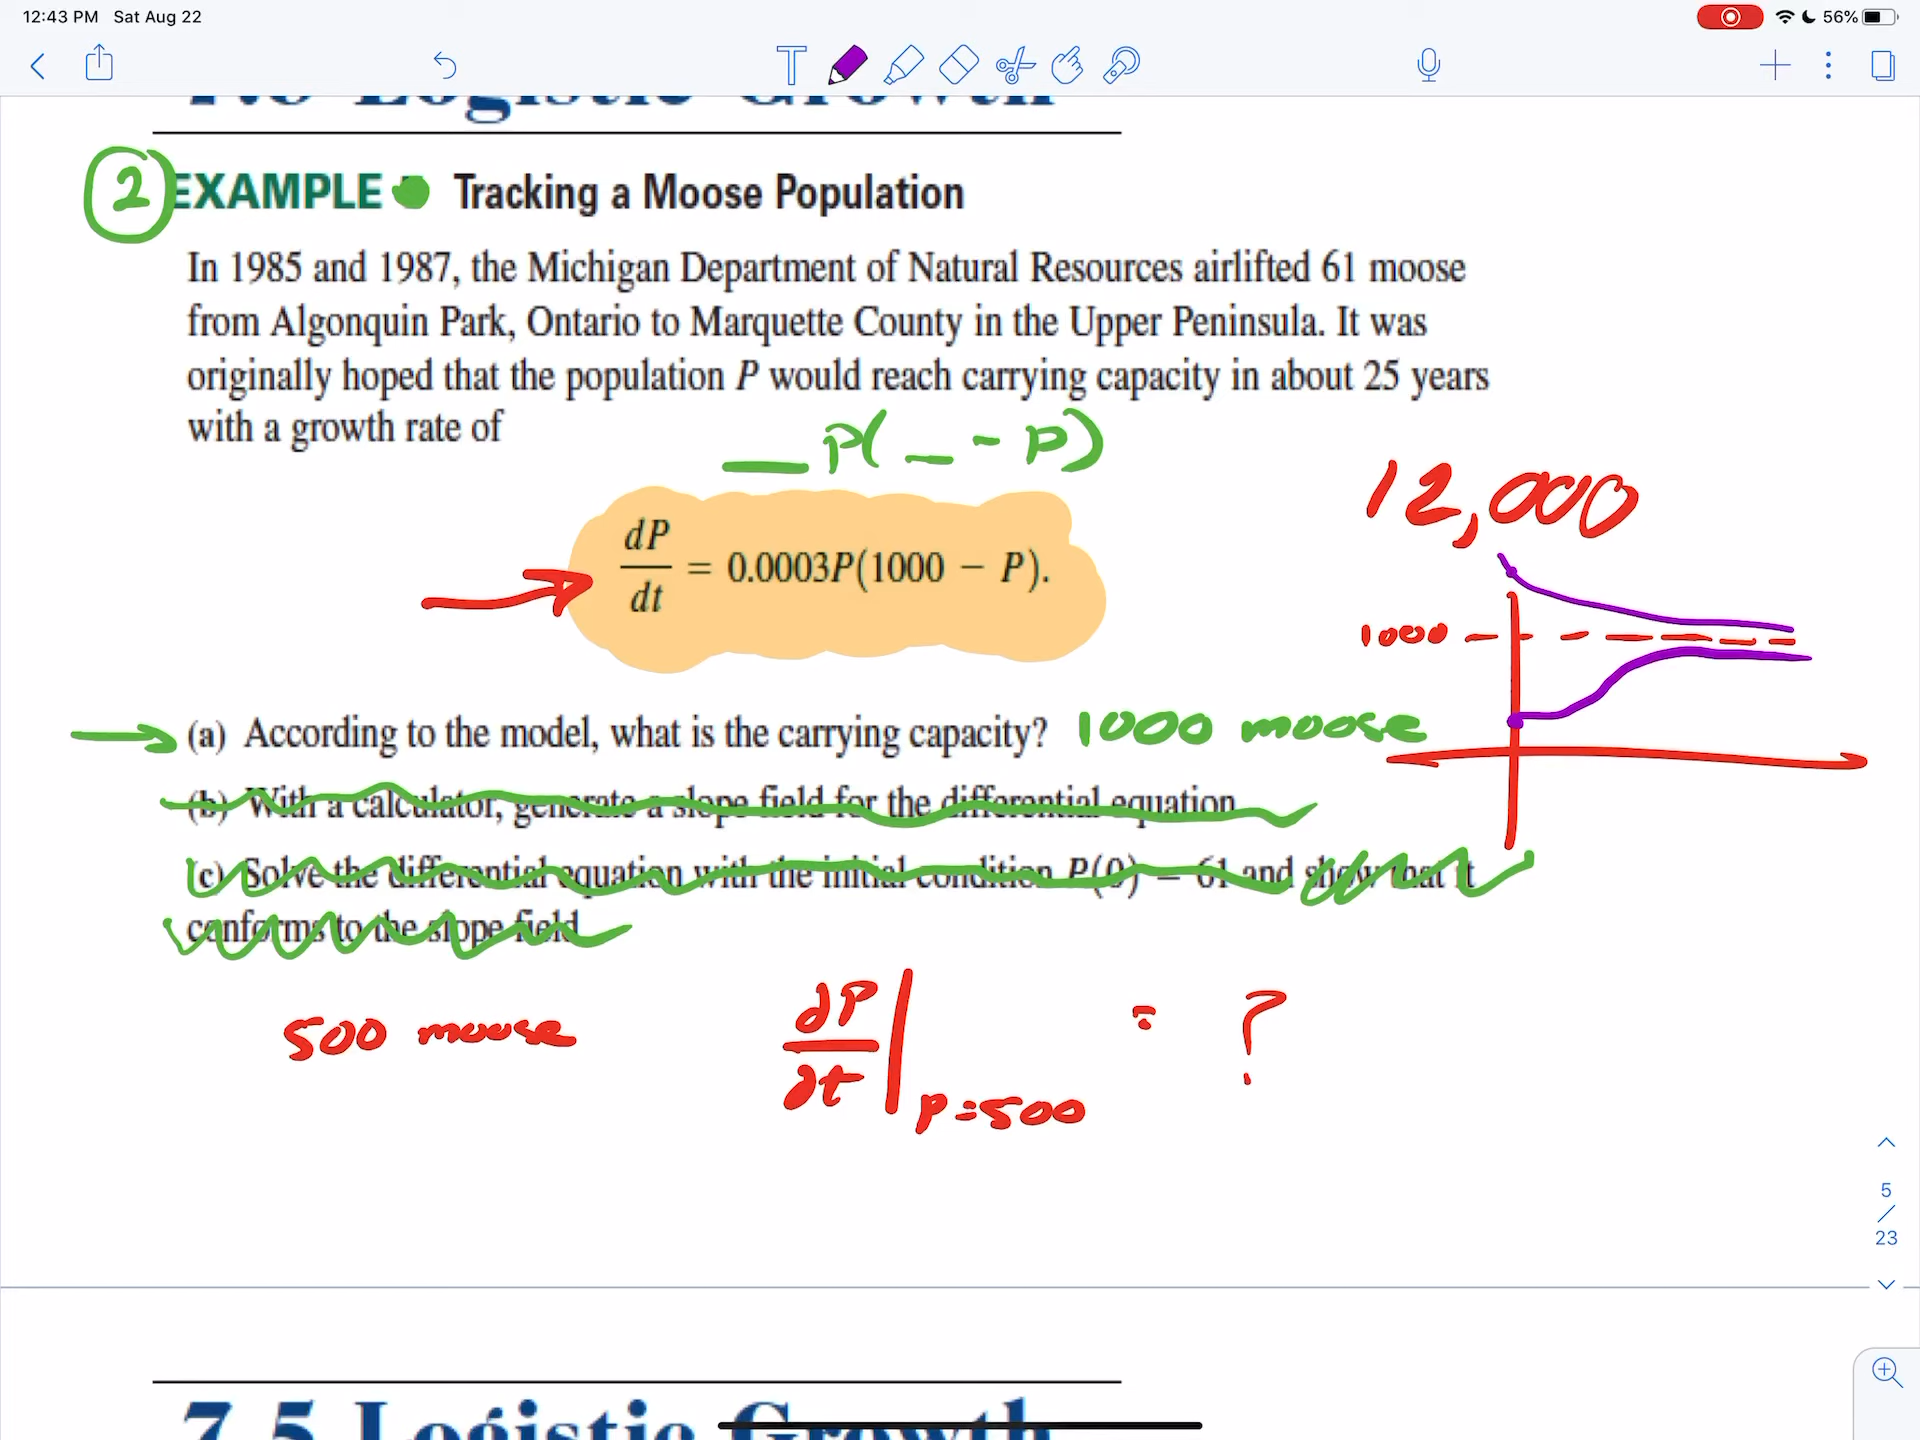 12:43 PM Sat Aug 22
56%
Logistic Growth
2 EXAMPLE Tracking a Moose Population
In 1985 and 1987, the Michigan Department of Natural Resources airlifted 61 moose
from Algonquin Park, Ontario to Marquette County in the Upper Peninsula. It was
originally hoped that the population P would reach carrying capacity in about 25 years
with a growth rate of
__ P( _ - P)
12,000
dP/dt = 0.0003P(1000 − P).
1000
(a) According to the model, what is the carrying capacity? 1000 moose
(b) With a calculator, generate a slope field for the differential equation.
(c) Solve the differential equation with the initial condition P(0) = 61 and show that it
conforms to the slope field.
500 moose dP/dt | P=500 = ?
5
/
23
7.5 Logistic Growth